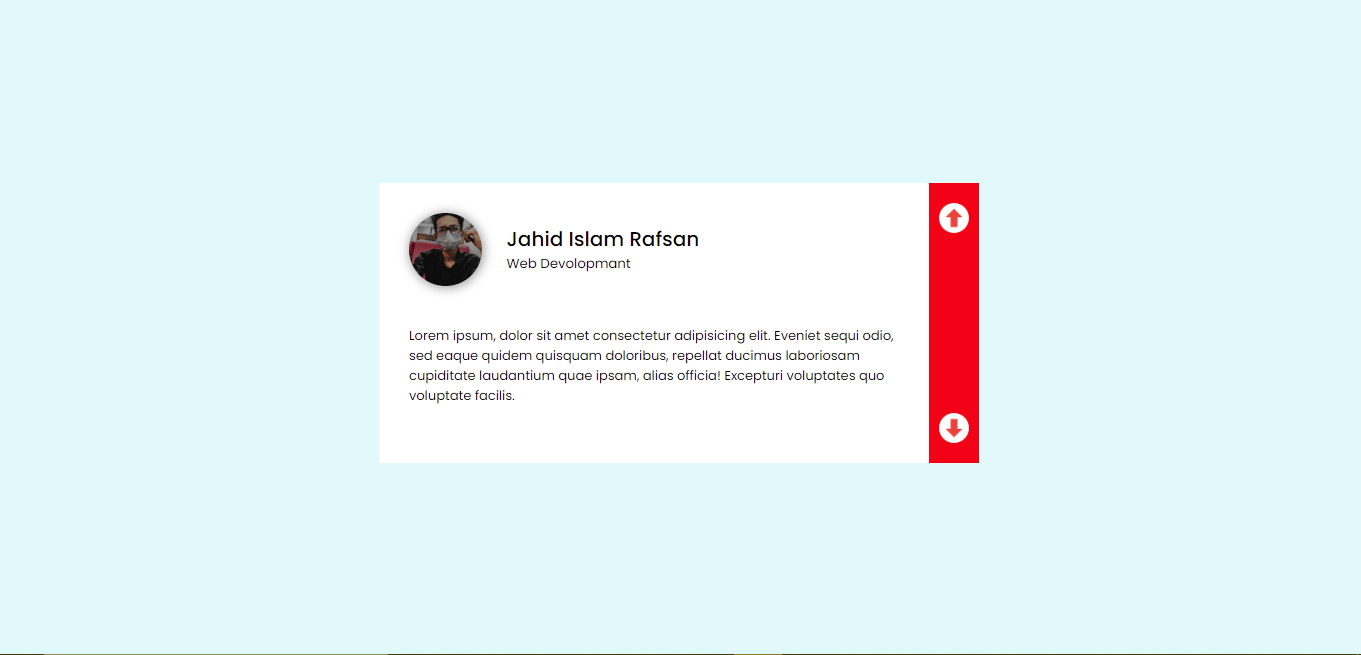 Jahid Islam Rafsan
Web Devolopmant
Lorem ipsum, dolor sit amet consectetur adipisicing elit. Eveniet sequi odio,
sed eaque quidem quisquam doloribus, repellat ducimus laboriosam
cupiditate laudantium quae ipsam, alias officia! Excepturi voluptates quo
voluptate facilis.